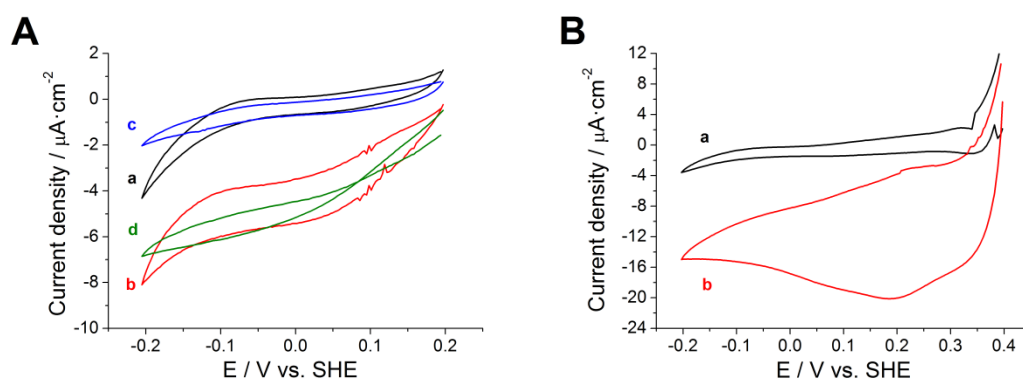 A
Current density / μA·cm⁻²
2
0
-2
-4
-6
-8
-10
c
a
d
b
-0.2
-0.1
0.0
0.1
0.2
E / V vs. SHE
B
Current density / μA·cm⁻²
12
8
4
0
-4
-8
-12
-16
-20
-24
a
b
-0.2
-0.1
0.0
0.1
0.2
0.3
0.4
E / V vs. SHE